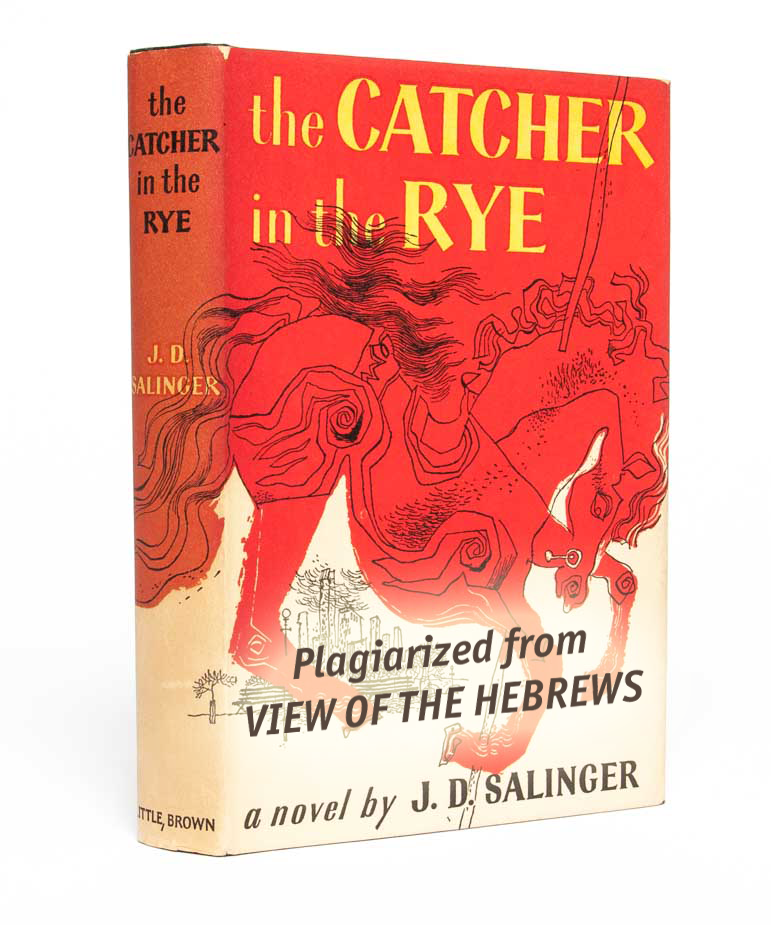 the
CATCHER
in the
RYE
J. D.
SALINGER
ITTLE, BROWN
the CATCHER
in the RYE
Plagiarized from
VIEW OF THE HEBREWS
a novel by J. D. SALINGER